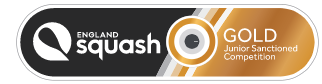 ENGLAND
squash
GOLD
Junior Sanctioned
Competition